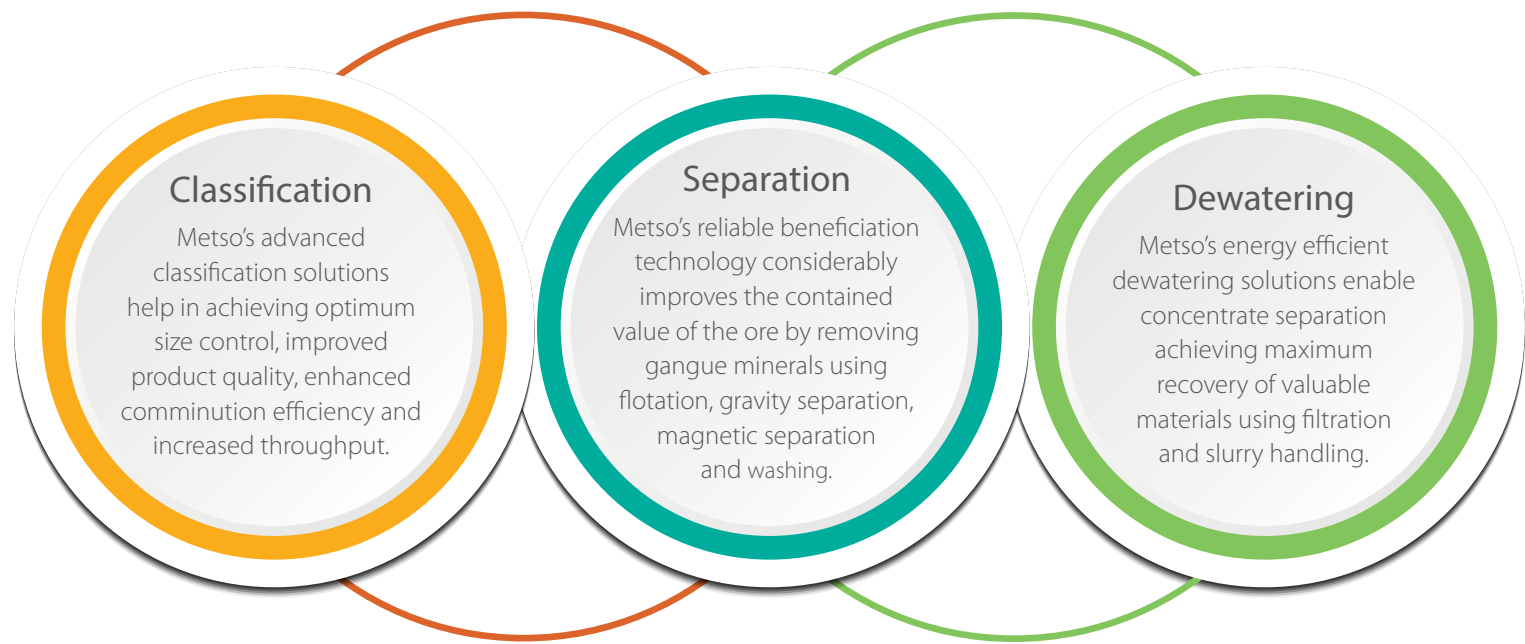 Classification
Metso’s advanced
classification solutions
help in achieving optimum
size control, improved
product quality, enhanced
comminution efficiency and
increased throughput.
Separation
Metso’s reliable beneficiation
technology considerably
improves the contained
value of the ore by removing
gangue minerals using
flotation, gravity separation,
magnetic separation
and washing.
Dewatering
Metso’s energy efficient
dewatering solutions enable
concentrate separation
achieving maximum
recovery of valuable
materials using filtration
and slurry handling.